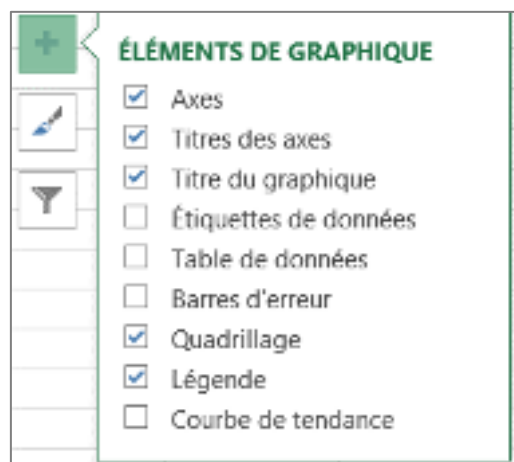 ÉLÉMENTS DE GRAPHIQUE
Axes
Titres des axes
Titre du graphique
Étiquettes de données
Table de données
Barres d'erreur
Quadrillage
Légende
Courbe de tendance